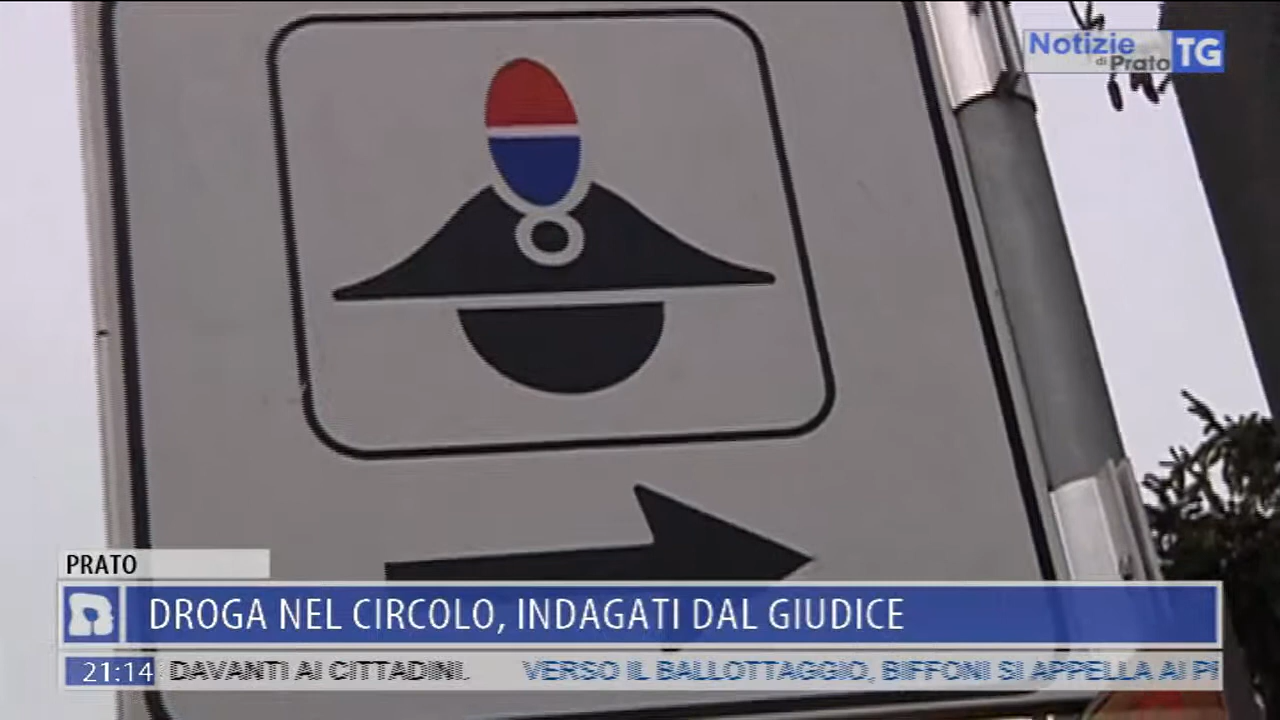 Notizie
di Prato TG
PRATO
DROGA NEL CIRCOLO, INDAGATI DAL GIUDICE
21:14 DAVANTI AI CITTADINI. VERSO IL BALLOTTAGGIO, BIFFONI SI APPELLA AI